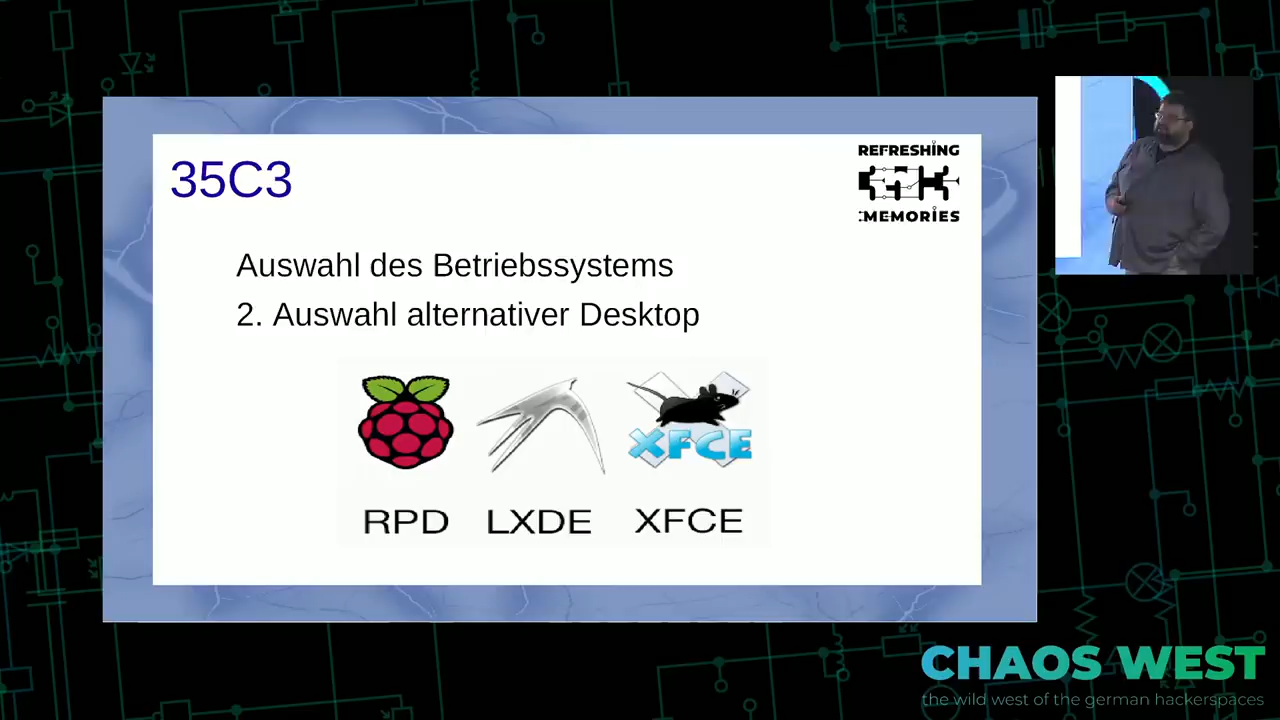 35C3
REFRESHING
:MEMORIES
Auswahl des Betriebssystems
2. Auswahl alternativer Desktop
XFCE
RPD LXDE XFCE
CHAOS WEST
the wild west of the german hackerspaces